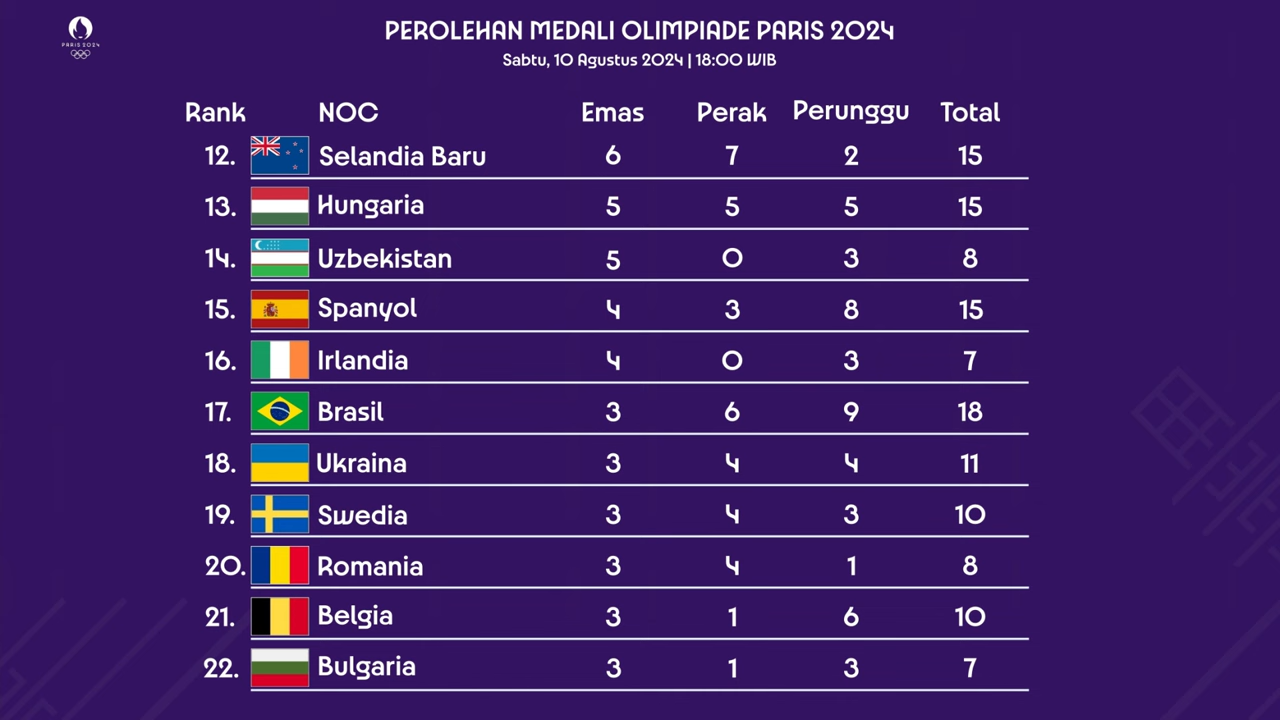 PARIS 2024
PEROLEHAN MEDALI OLIMPIADE PARIS 2024
Sabtu, 10 Agustus 2024 | 18:00 WIB
Rank NOC Emas Perak Perunggu Total
12. Selandia Baru 6 7 2 15
13. Hungaria 5 5 5 15
14. Uzbekistan 5 0 3 8
15. Spanyol 4 3 8 15
16. Irlandia 4 0 3 7
17. Brasil 3 6 9 18
18. Ukraina 3 4 4 11
19. Swedia 3 4 3 10
20. Romania 3 4 1 8
21. Belgia 3 1 6 10
22. Bulgaria 3 1 3 7